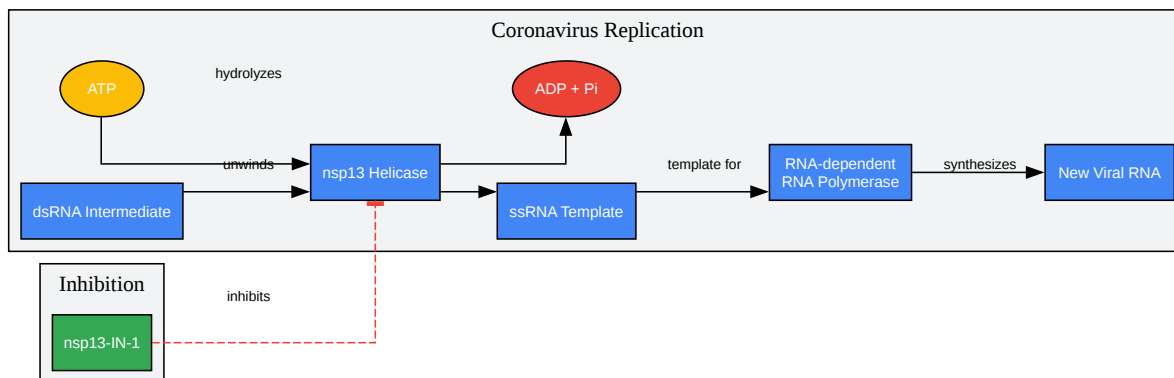 Coronavirus Replication
hydrolyzes
ATP
ADP + Pi
unwinds
nsp13 Helicase
template for
RNA-dependent
RNA Polymerase
synthesizes
New Viral RNA
dsRNA Intermediate
ssRNA Template
Inhibition
inhibits
nsp13-IN-1